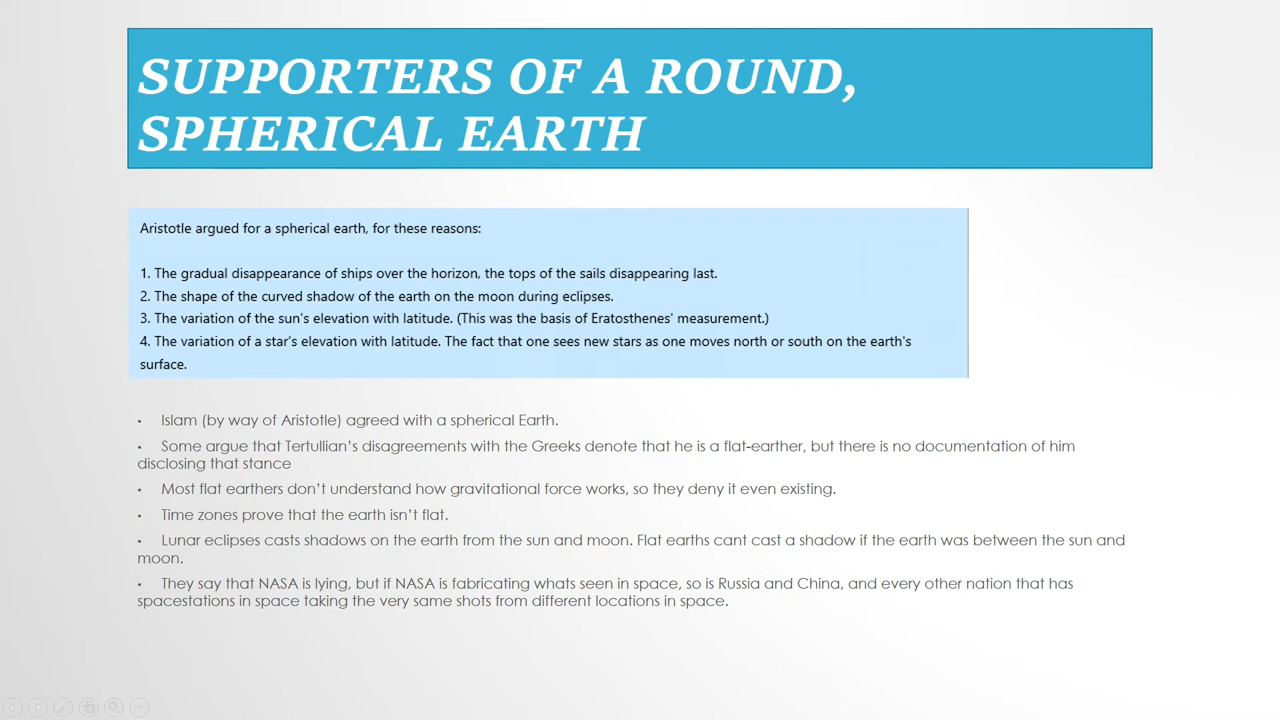 SUPPORTERS OF A ROUND,
SPHERICAL EARTH
Aristotle argued for a spherical earth, for these reasons:
1. The gradual disappearance of ships over the horizon, the tops of the sails disappearing last.
2. The shape of the curved shadow of the earth on the moon during eclipses.
3. The variation of the sun's elevation with latitude. (This was the basis of Eratosthenes' measurement.)
4. The variation of a star's elevation with latitude. The fact that one sees new stars as one moves north or south on the earth's
surface.
• Islam (by way of Aristotle) agreed with a spherical Earth.
• Some argue that Tertullian’s disagreements with the Greeks denote that he is a flat-earther, but there is no documentation of him
disclosing that stance
• Most flat earthers don’t understand how gravitational force works, so they deny it even existing.
• Time zones prove that the earth isn’t flat.
• Lunar eclipses casts shadows on the earth from the sun and moon. Flat earths cant cast a shadow if the earth was between the sun and
moon.
• They say that NASA is lying, but if NASA is fabricating whats seen in space, so is Russia and China, and every other nation that has
spacestations in space taking the very same shots from different locations in space.